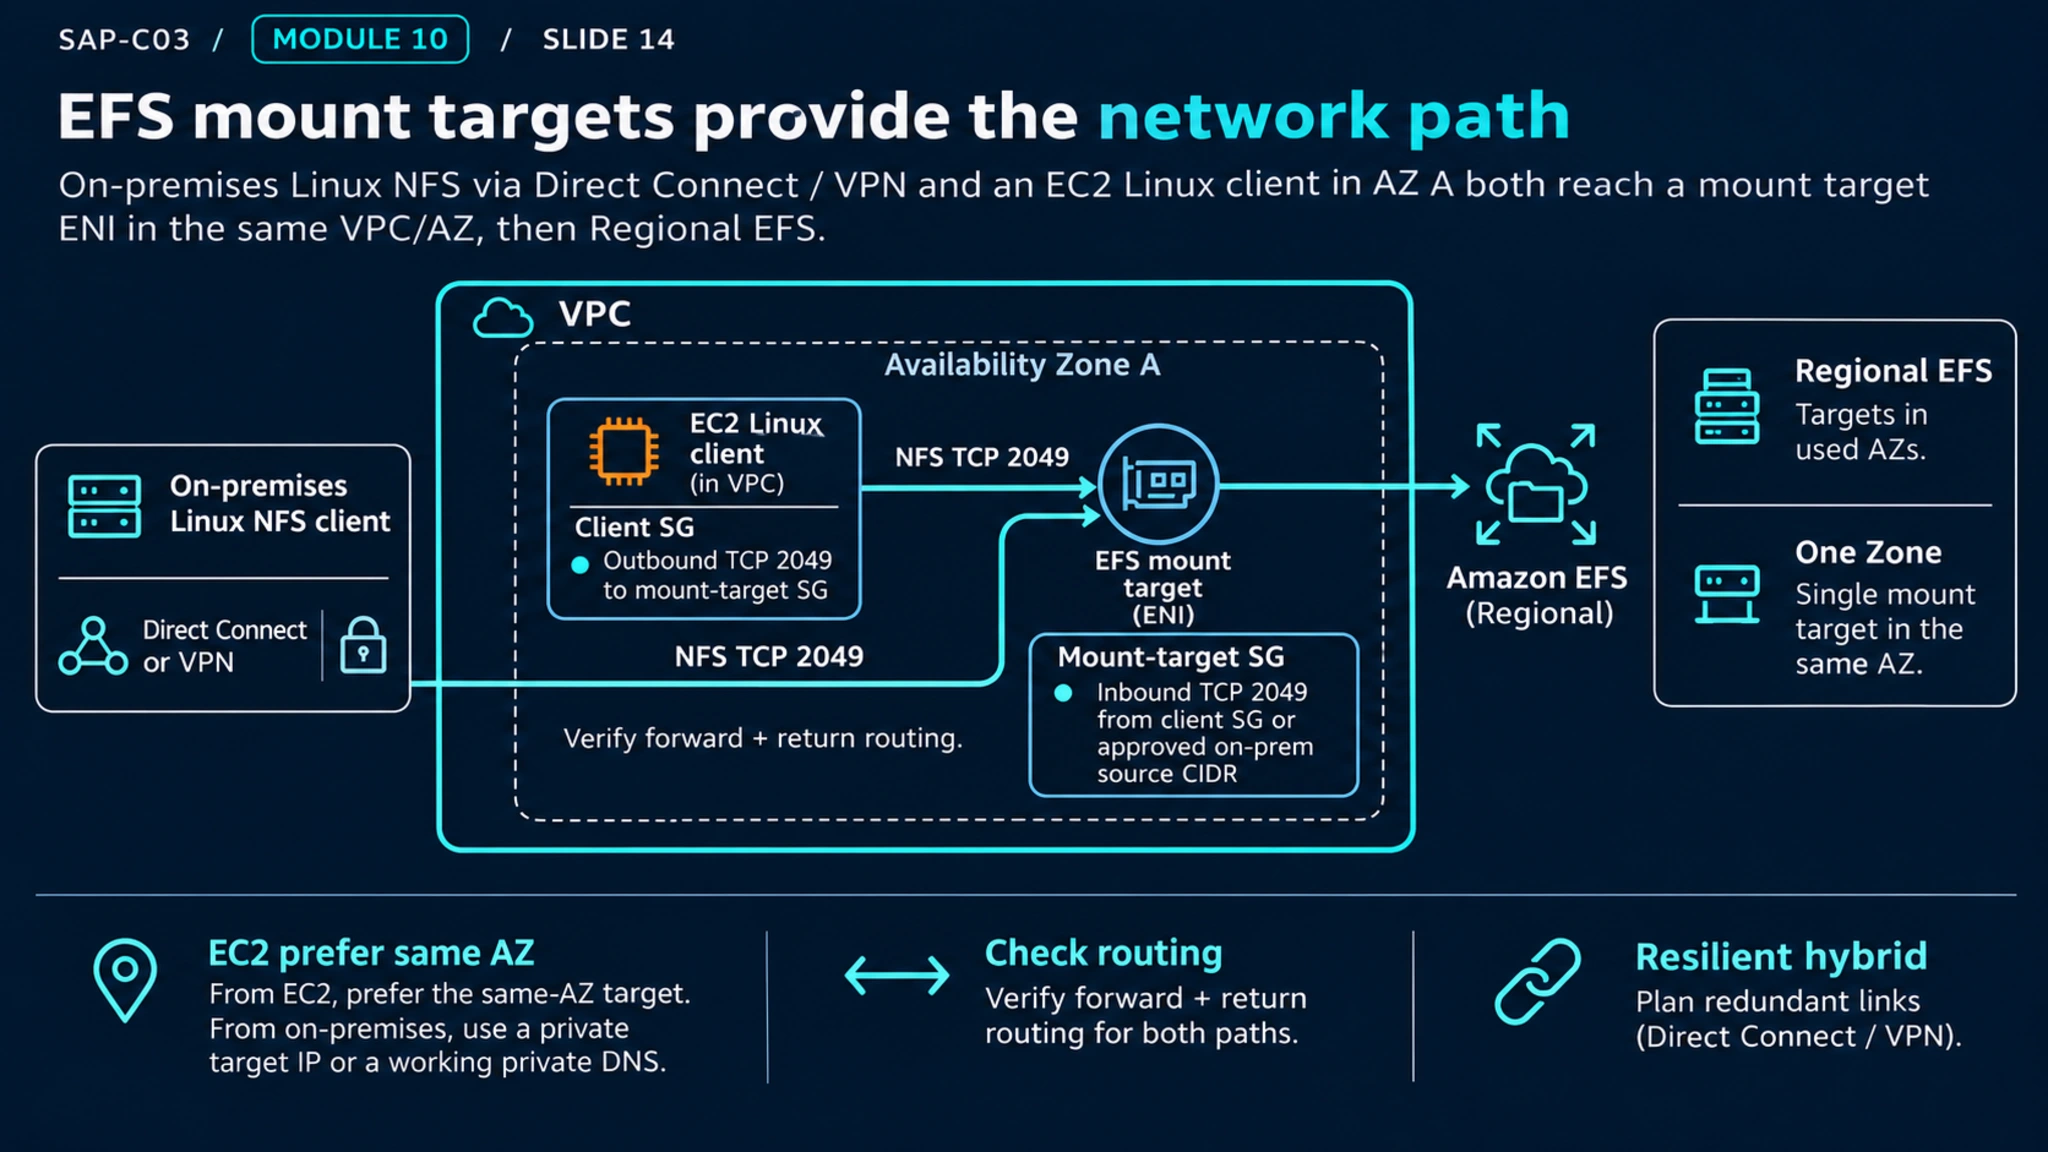 SAP-C03 / MODULE 10 / SLIDE 14
EFS mount targets provide the network path
On-premises Linux NFS via Direct Connect / VPN and an EC2 Linux client in AZ A both reach a mount target
ENI in the same VPC/AZ, then Regional EFS.
On-premises
Linux NFS client
Direct Connect
or VPN
VPC
Availability Zone A
EC2 Linux
client
(in VPC)
Client SG
Outbound TCP 2049
to mount-target SG
NFS TCP 2049
NFS TCP 2049
Verify forward + return routing.
EFS mount
target
(ENI)
Mount-target SG
Inbound TCP 2049
from client SG or
approved on-prem
source CIDR
Amazon EFS
(Regional)
Regional EFS
Targets in
used AZs.
One Zone
Single mount
target in the
same AZ.
EC2 prefer same AZ
From EC2, prefer the same-AZ target.
From on-premises, use a private
target IP or a working private DNS.
Check routing
Verify forward + return
routing for both paths.
Resilient hybrid
Plan redundant links
(Direct Connect / VPN).